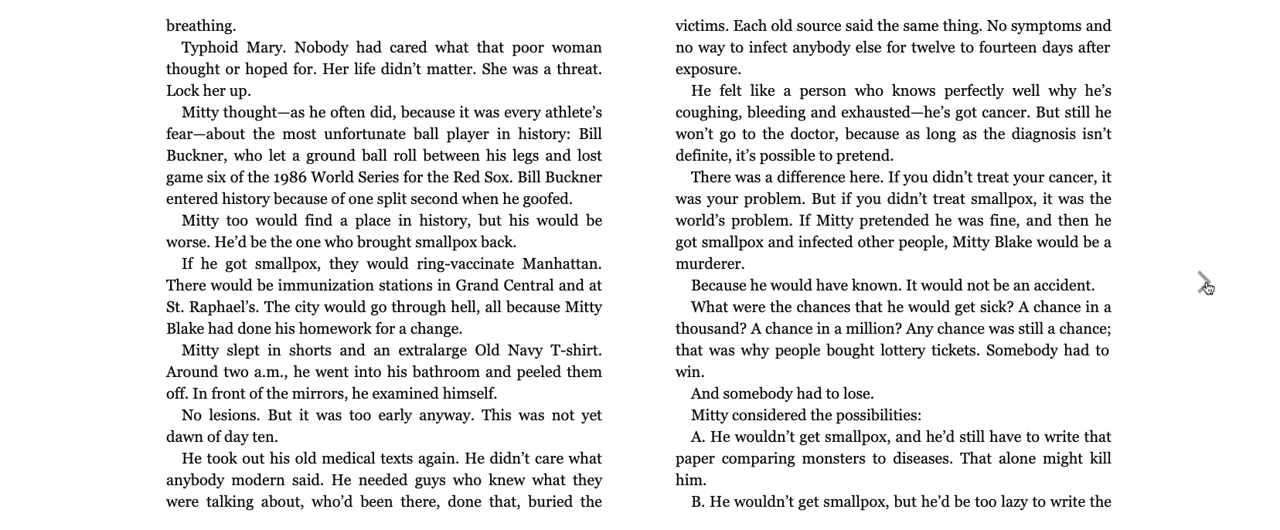 breathing.
Typhoid Mary. Nobody had cared what that poor woman
thought or hoped for. Her life didn’t matter. She was a threat.
Lock her up.
Mitty thought—as he often did, because it was every athlete’s
fear—about the most unfortunate ball player in history: Bill
Buckner, who let a ground ball roll between his legs and lost
game six of the 1986 World Series for the Red Sox. Bill Buckner
entered history because of one split second when he goofed.
Mitty too would find a place in history, but his would be
worse. He’d be the one who brought smallpox back.
If he got smallpox, they would ring-vaccinate Manhattan.
There would be immunization stations in Grand Central and at
St. Raphael’s. The city would go through hell, all because Mitty
Blake had done his homework for a change.
Mitty slept in shorts and an extralarge Old Navy T-shirt.
Around two a.m., he went into his bathroom and peeled them
off. In front of the mirrors, he examined himself.
No lesions. But it was too early anyway. This was not yet
dawn of day ten.
He took out his old medical texts again. He didn’t care what
anybody modern said. He needed guys who knew what they
were talking about, who’d been there, done that, buried the
victims. Each old source said the same thing. No symptoms and
no way to infect anybody else for twelve to fourteen days after
exposure.
He felt like a person who knows perfectly well why he’s
coughing, bleeding and exhausted—he’s got cancer. But still he
won’t go to the doctor, because as long as the diagnosis isn’t
definite, it’s possible to pretend.
There was a difference here. If you didn’t treat your cancer, it
was your problem. But if you didn’t treat smallpox, it was the
world’s problem. If Mitty pretended he was fine, and then he
got smallpox and infected other people, Mitty Blake would be a
murderer.
Because he would have known. It would not be an accident.
What were the chances that he would get sick? A chance in a
thousand? A chance in a million? Any chance was still a chance;
that was why people bought lottery tickets. Somebody had to
win.
And somebody had to lose.
Mitty considered the possibilities:
A. He wouldn’t get smallpox, and he’d still have to write that
paper comparing monsters to diseases. That alone might kill
him.
B. He wouldn’t get smallpox, but he’d be too lazy to write the